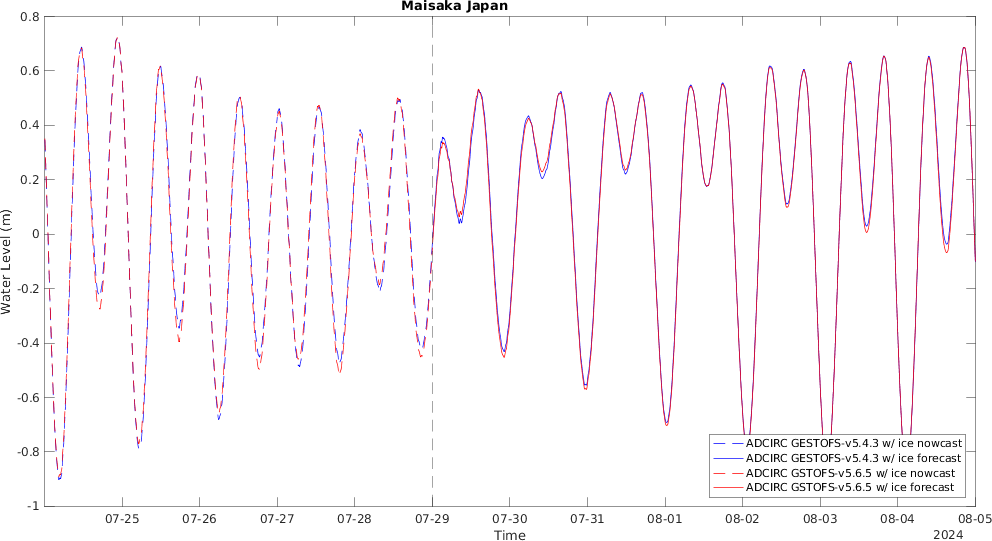 Maisaka Japan
0.8
0.6
0.4
0.2
0
-0.2
-0.4
-0.6
-0.8
-1
Water Level (m)
ADCIRC GESTOFS-v5.4.3 w/ ice nowcast
ADCIRC GESTOFS-v5.4.3 w/ ice forecast
ADCIRC GSTOFS-v5.6.5 w/ ice nowcast
ADCIRC GSTOFS-v5.6.5 w/ ice forecast
07-25 07-26 07-27 07-28 07-29 07-30 07-31 08-01 08-02 08-03 08-04 08-05
Time
2024